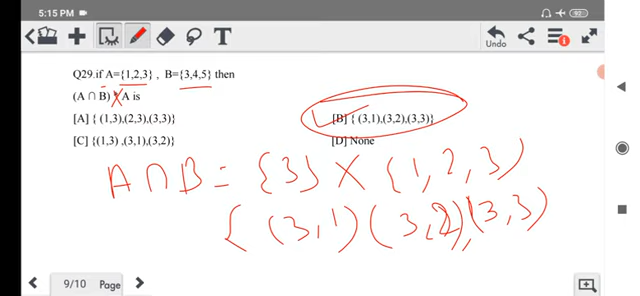 5:15 PM
92
Undo
Q29.if A={1,2,3} , B={3,4,5} then
(A ∩ B) X A is
[A] { (1,3),(2,3),(3,3)}
[B] { (3,1),(3,2),(3,3)}
[C] {(1,3) ,(3,1),(3,2)}
[D] None
A ∩ B = {3} X {1, 2, 3)
{ (3,1) (3,2), (3,3)
9/10 Page